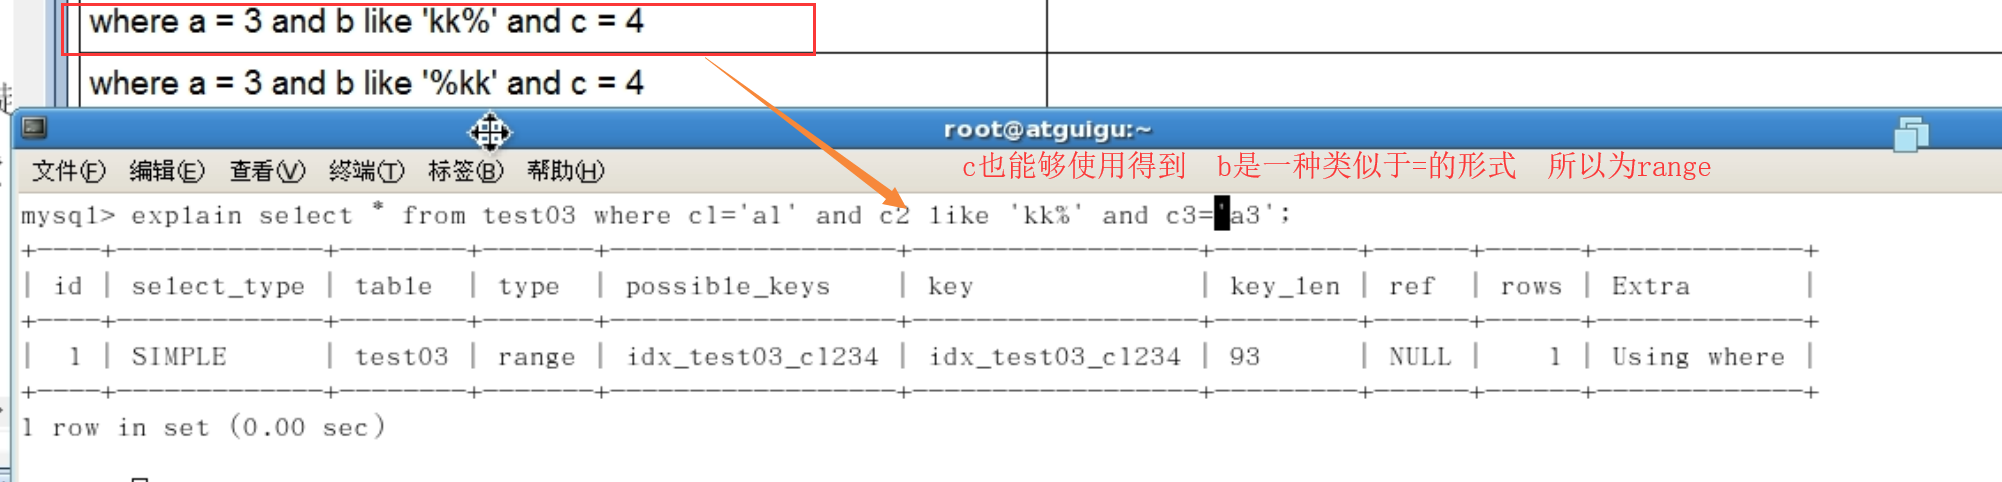 where a = 3 and b like 'kk%' and c = 4
where a = 3 and b like '%kk' and c = 4
root@atguigu:~
文件(F) 编辑(E) 查看(V) 终端(T) 标签(B) 帮助(H)
c也能够使用得到 b是一种类似于=的形式 所以为range
mysql> explain select * from test03 where c1='a1' and c2 like 'kk%' and c3='a3';
+----+-------------+--------+-------+------------------+------------------+---------+------+------+-------------+
| id | select_type | table | type | possible_keys | key | key_len | ref | rows | Extra |
+----+-------------+--------+-------+------------------+------------------+---------+------+------+-------------+
| 1 | SIMPLE | test03 | range | idx_test03_c1234 | idx_test03_c1234 | 93 | NULL | 1 | Using where |
+----+-------------+--------+-------+------------------+------------------+---------+------+------+-------------+
1 row in set (0.00 sec)